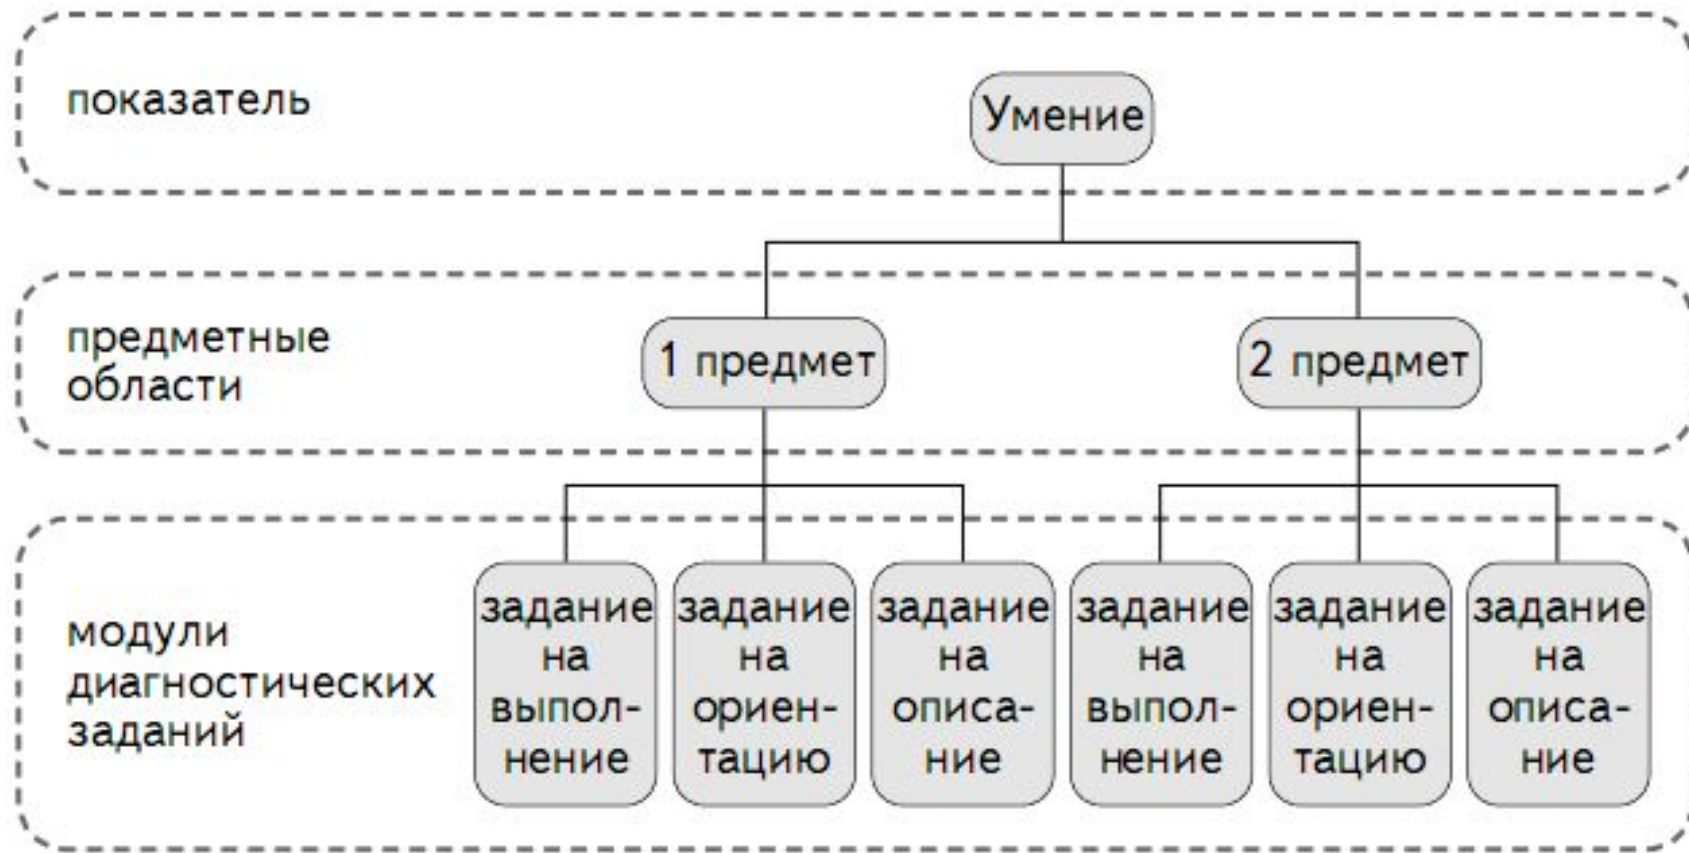 показатель
Умение
предметные
области
1 предмет
2 предмет
модули
диагностических
заданий
задание
на
выпол-
нение
задание
на
ориен-
тацию
задание
на
описа-
ние
задание
на
выпол-
нение
задание
на
ориен-
тацию
задание
на
описа-
ние